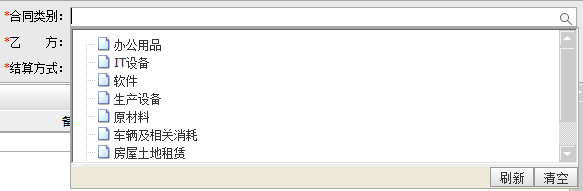 *合同类别:
*乙 方:
*结算方式:
办公用品
IT设备
软件
生产设备
原材料
车辆及相关消耗
房屋土地租赁
刷新 清空